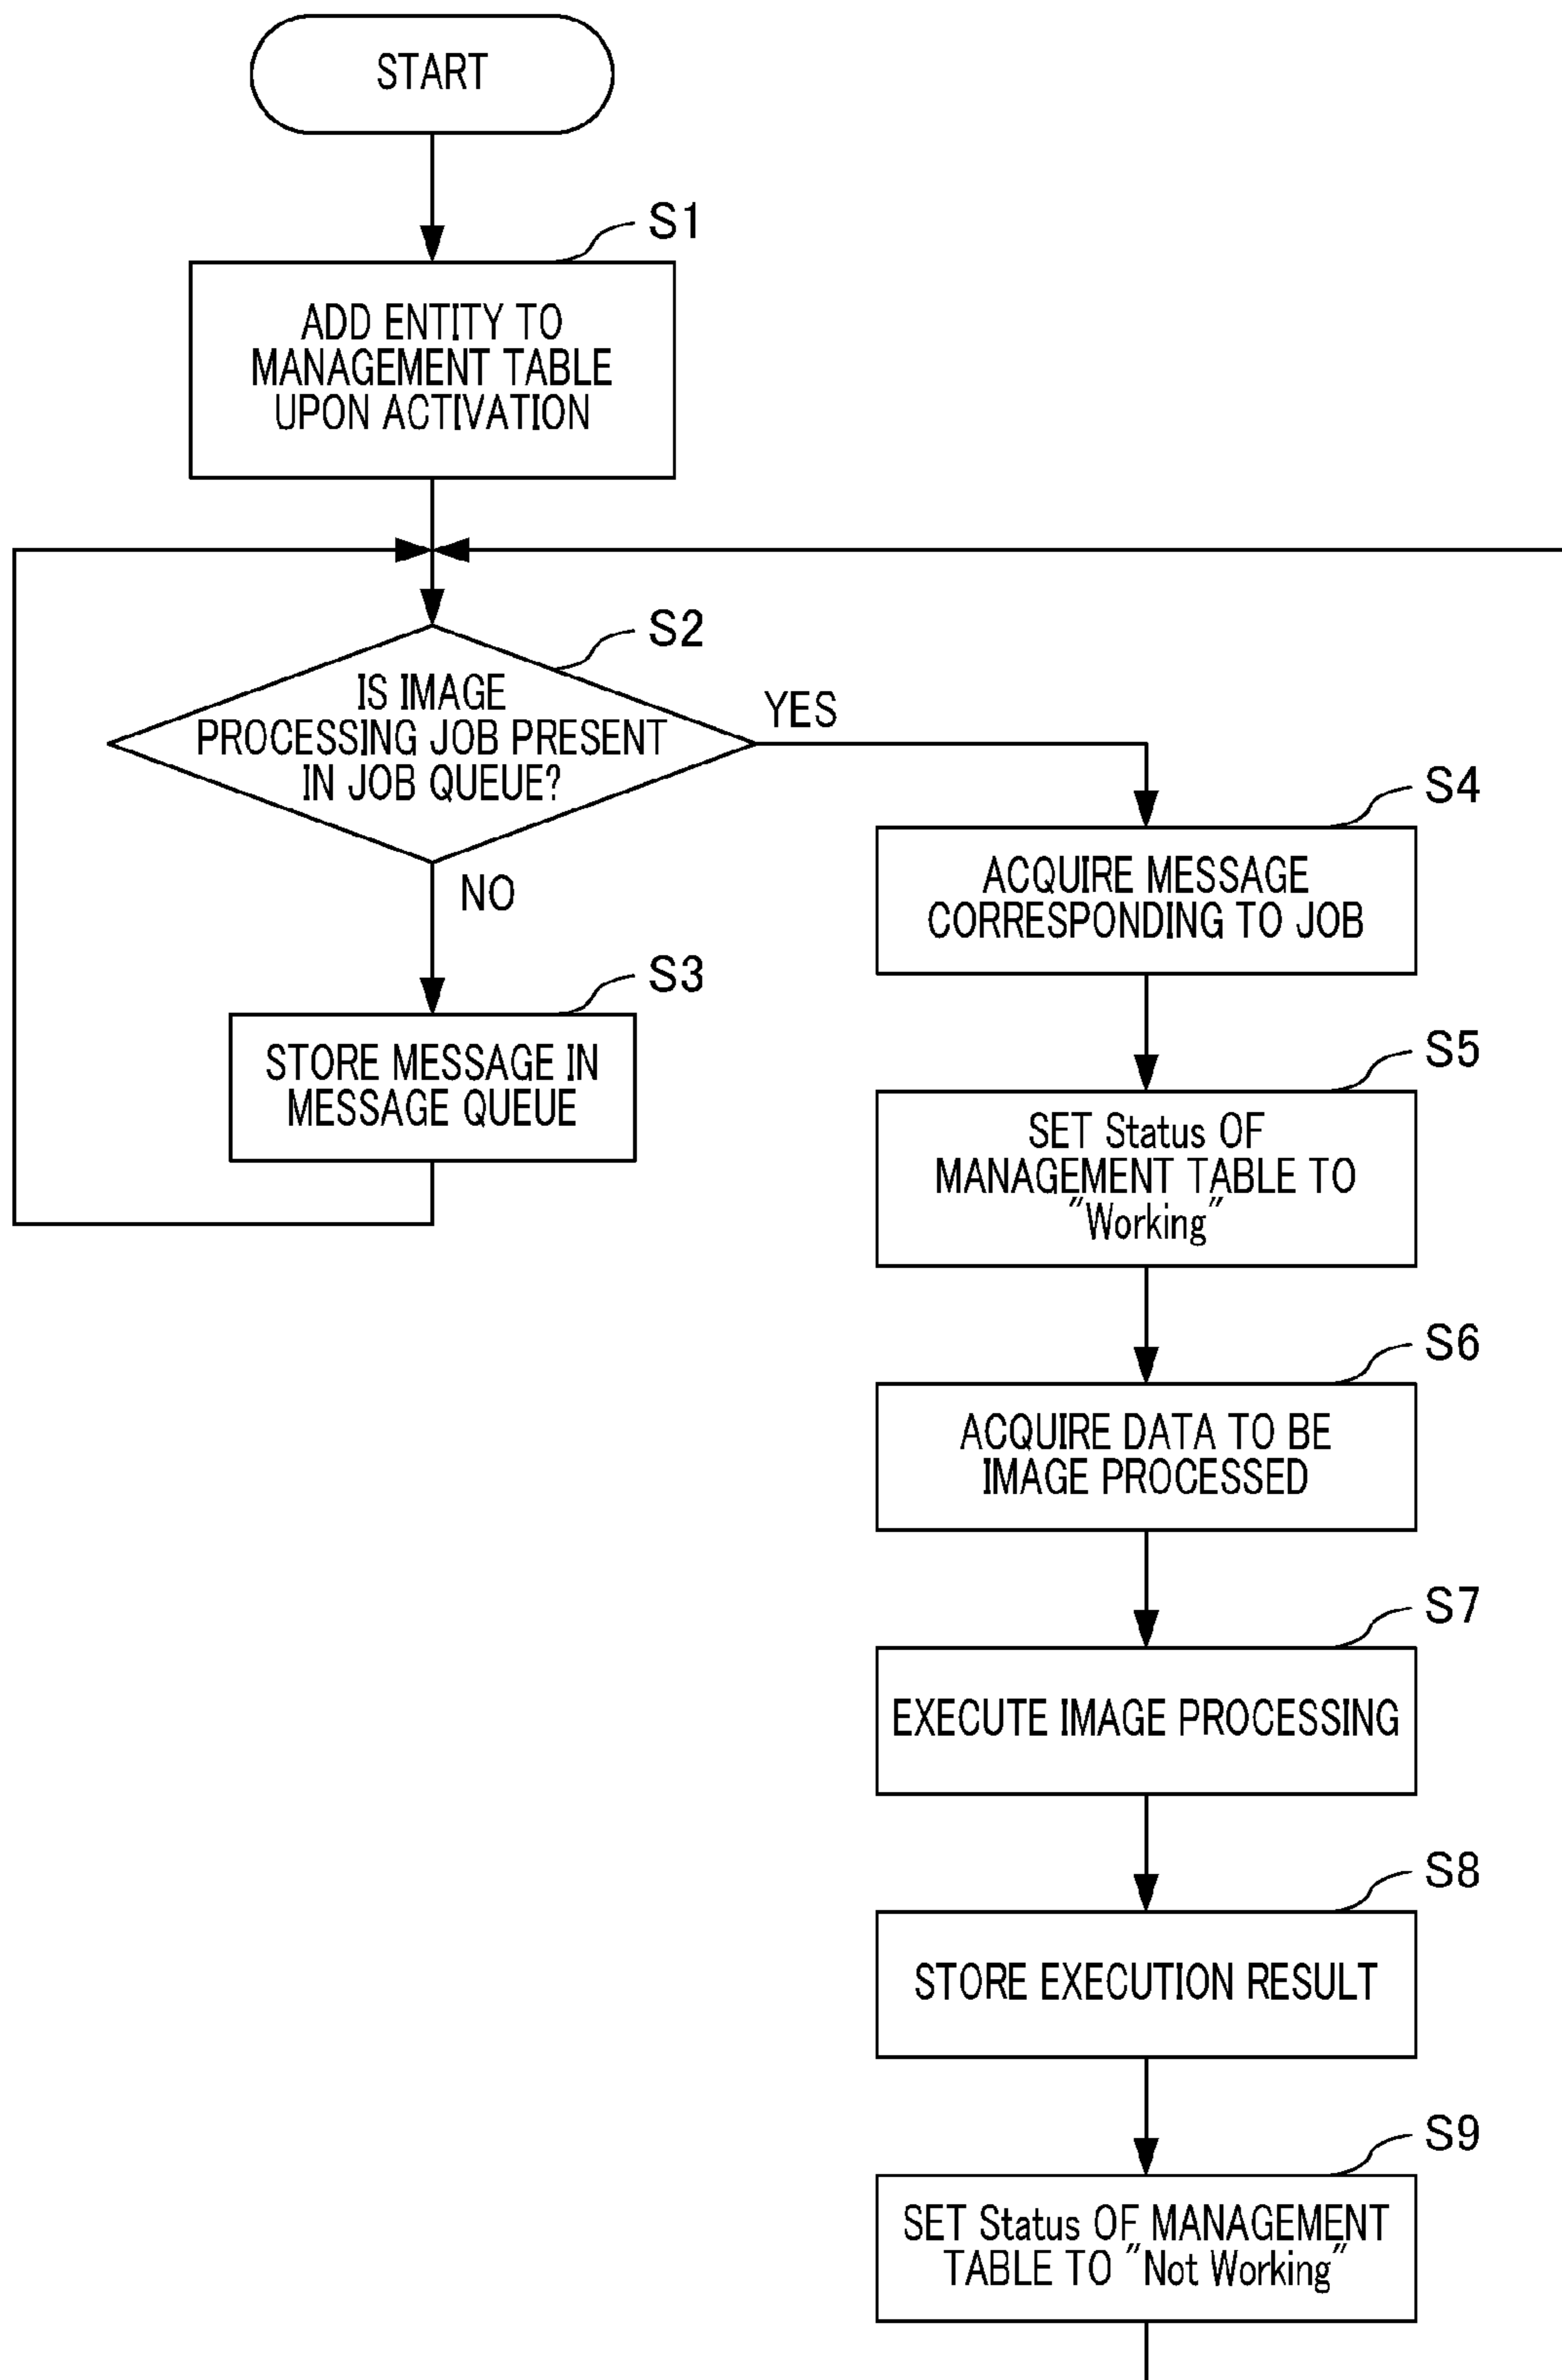 START
S1
ADD ENTITY TO
MANAGEMENT TABLE
UPON ACTIVATION
S2
IS IMAGE
PROCESSING JOB PRESENT
IN JOB QUEUE?
YES
NO
S3
STORE MESSAGE IN
MESSAGE QUEUE
S4
ACQUIRE MESSAGE
CORRESPONDING TO JOB
S5
SET Status OF
MANAGEMENT TABLE TO
"Working"
S6
ACQUIRE DATA TO BE
IMAGE PROCESSED
S7
EXECUTE IMAGE PROCESSING
S8
STORE EXECUTION RESULT
S9
SET Status OF MANAGEMENT
TABLE TO "Not Working"